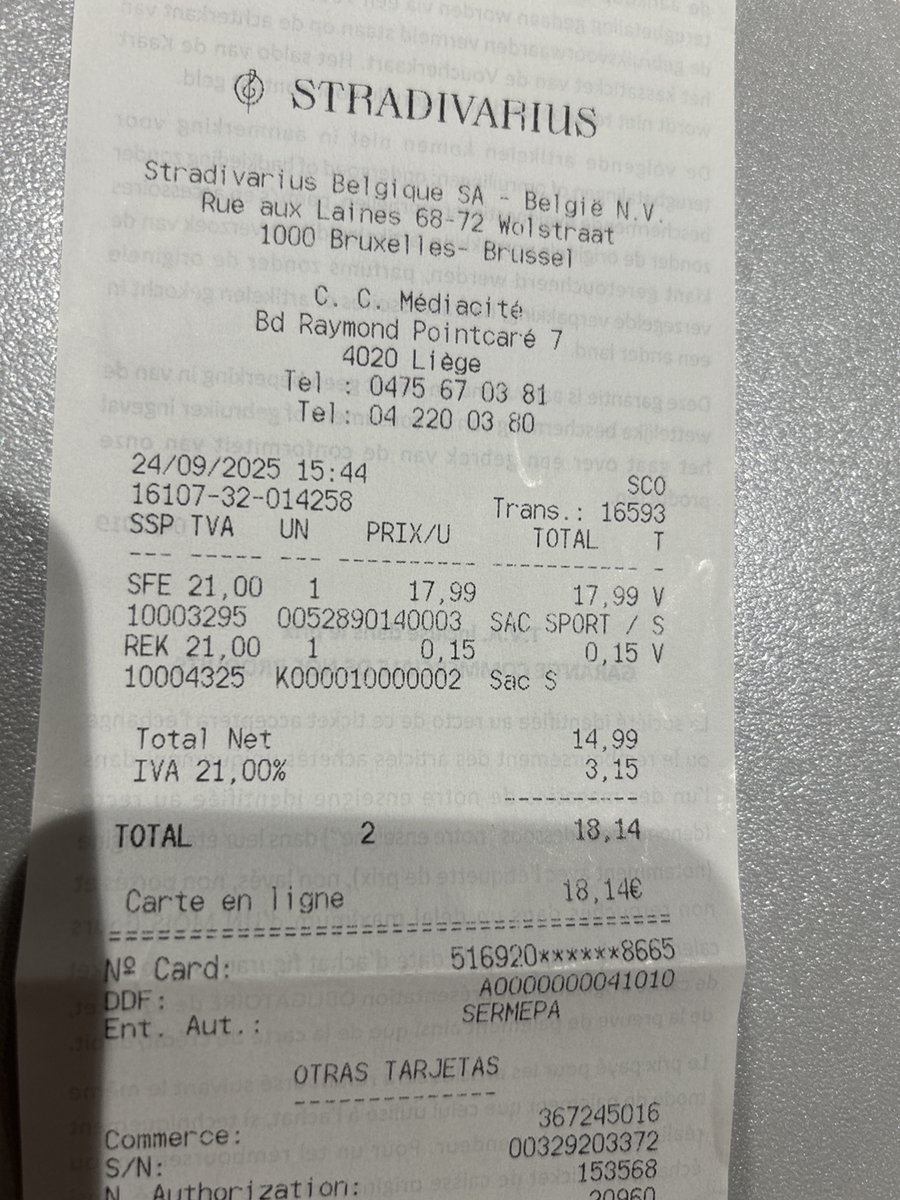 STRADIVARIUS
Stradivarius Belgique SA - België N.V.
Rue aux Laines 68-72 Wolstraat
1000 Bruxelles- Brussel
C. C. Médiacité
Bd Raymond Pointcaré 7
4020 Liège
Tel : 0475 67 03 81
Tel: 04 220 03 80
24/09/2025 15:44 SCO
16107-32-014258 Trans.: 16593
SSP TVA UN PRIX/U TOTAL T
--- ----- --- ---------- ----------- -
SFE 21,00 1 17,99 17,99 V
10003295 0052890140003 SAC SPORT / S
REK 21,00 1 0,15 0,15 V
10004325 K000010000002 Sac S
Total Net 14,99
IVA 21,00% 3,15
----------
TOTAL 2 18,14
Carte en ligne 18,14€
==========================================
Nº Card: 516920******8665
DDF: A0000000041010
Ent. Aut.: SERMEPA
OTRAS TARJETAS
---------------
Commerce: 367245016
S/N: 00329203372
N. Authorization: 153568
20960